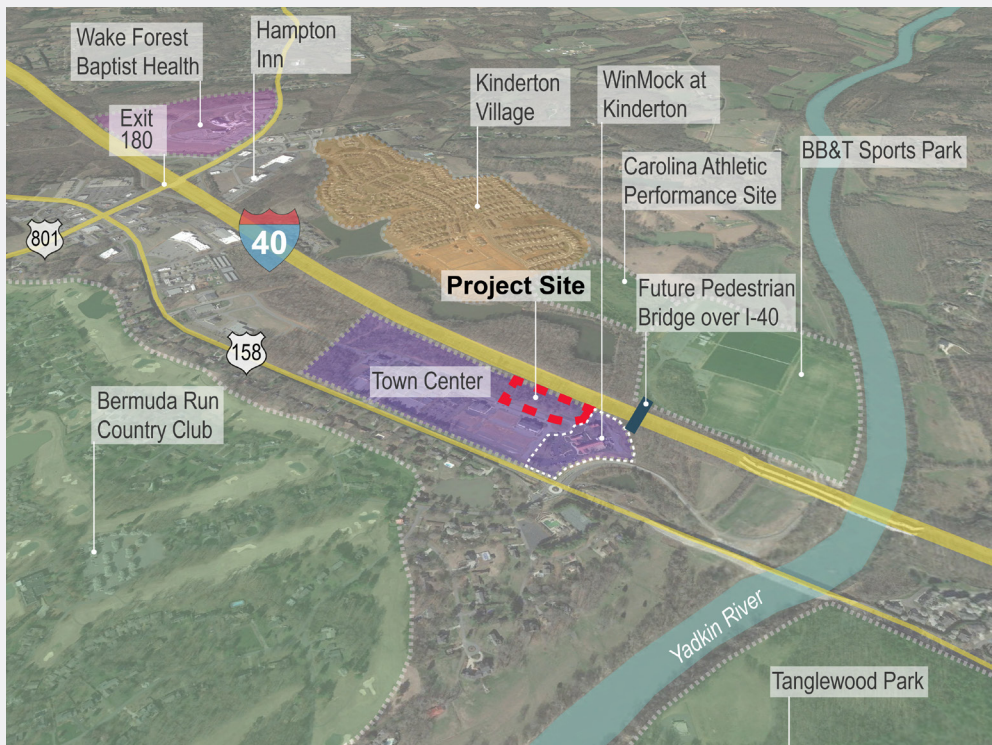 Wake Forest
Baptist Health
Hampton
Inn
Exit
180
Kinderton
Village
WinMock at
Kinderton
Carolina Athletic
Performance Site
BB&T Sports Park
801
40
Project Site
Future Pedestrian
Bridge over I-40
158
Town Center
Bermuda Run
Country Club
Yadkin River
Tanglewood Park